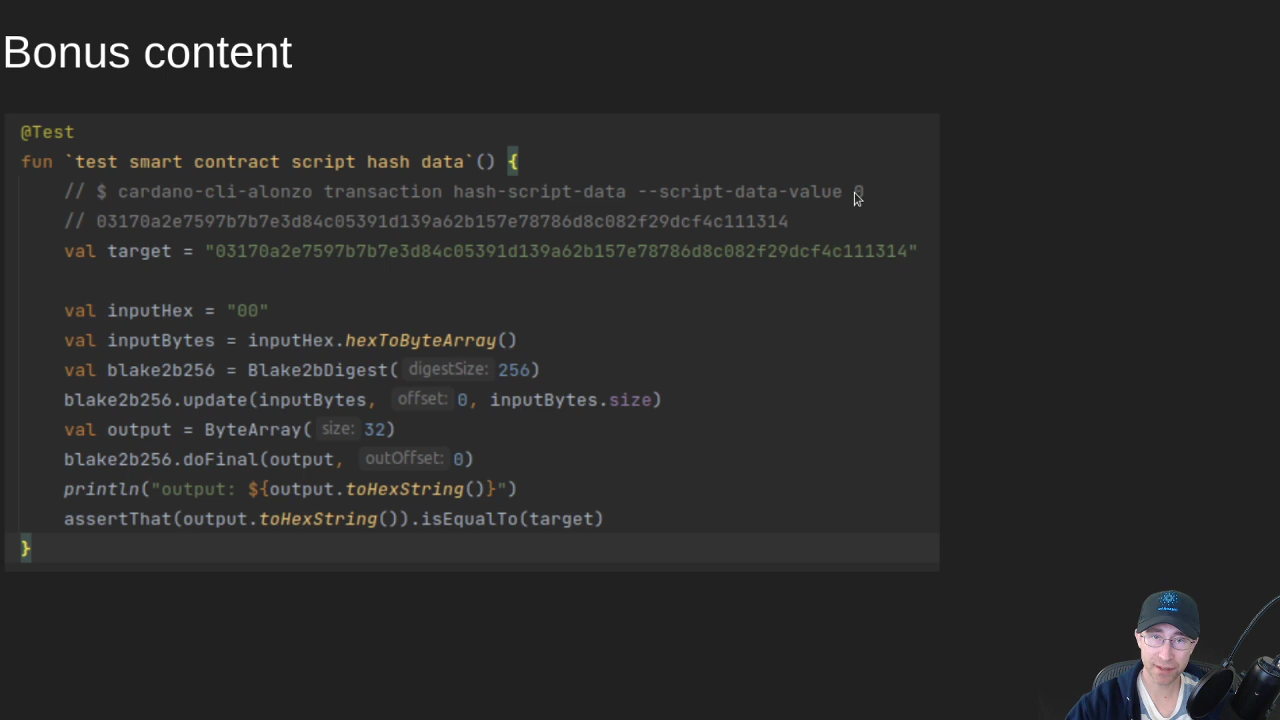 Bonus content
@Test
fun `test smart contract script hash data`() {
// $ cardano-cli-alonzo transaction hash-script-data --script-data-value 0
// 03170a2e7597b7b7e3d84c05391d139a62b157e78786d8c082f29dcf4c111314
val target = "03170a2e7597b7b7e3d84c05391d139a62b157e78786d8c082f29dcf4c111314"
val inputHex = "00"
val inputBytes = inputHex.hexToByteArray()
val blake2b256 = Blake2bDigest( digestSize: 256)
blake2b256.update(inputBytes, offset: 0, inputBytes.size)
val output = ByteArray( size: 32)
blake2b256.doFinal(output, outOffset: 0)
println("output: ${output.toHexString()}")
assertThat(output.toHexString()).isEqualTo(target)
}